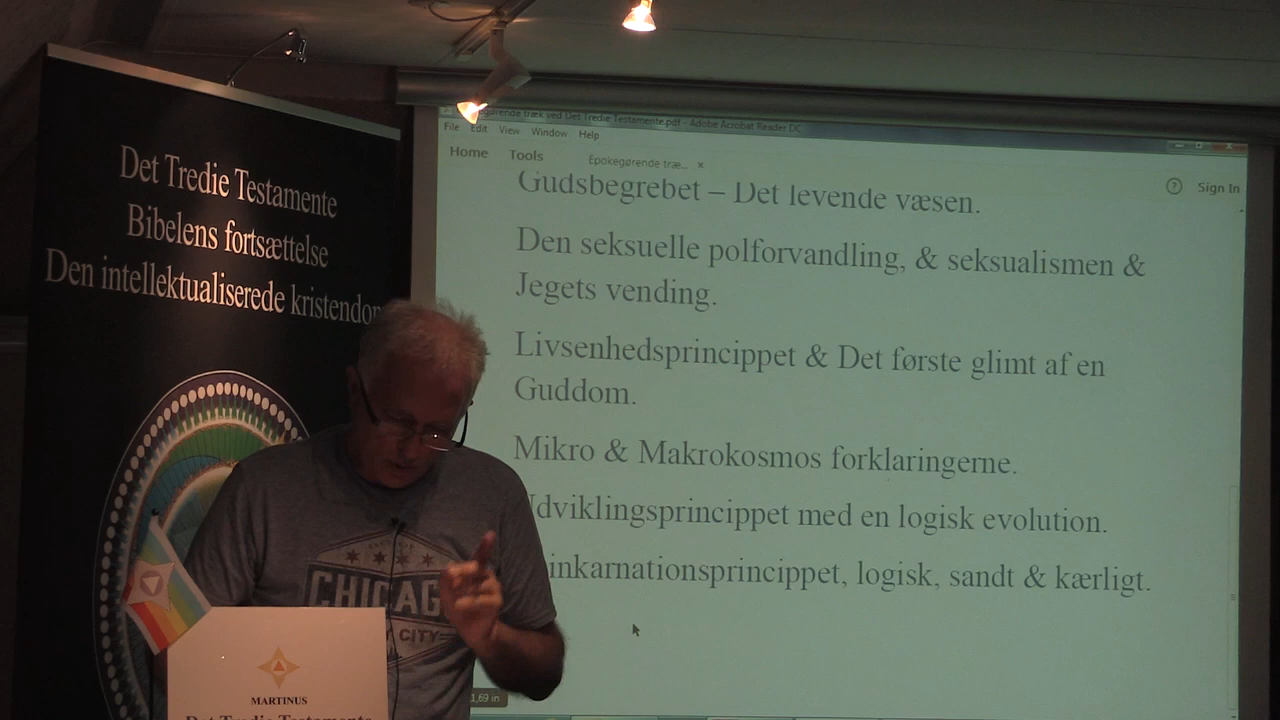 Det Tredie Testamente
Bibelens fortsættelse
Den intellektualiserede kristendom
træk ved Det Tredie Testamente.pdf - Adobe Acrobat Reader DC
File Edit View Window Help
Home Tools Epokegørende træ... ×
? Sign In
Gudsbegrebet – Det levende væsen.
Den seksuelle polforvandling, & seksualismen &
Jegets vending.
Livsenhedsprincippet & Det første glimt af en
Guddom.
Mikro & Makrokosmos forklaringerne.
Udviklingsprincippet med en logisk evolution.
inkarnationsprincippet, logisk, sandt & kærligt.
1,69 in
CHICAG
CITY
MARTINUS
Det Tredie Testamente